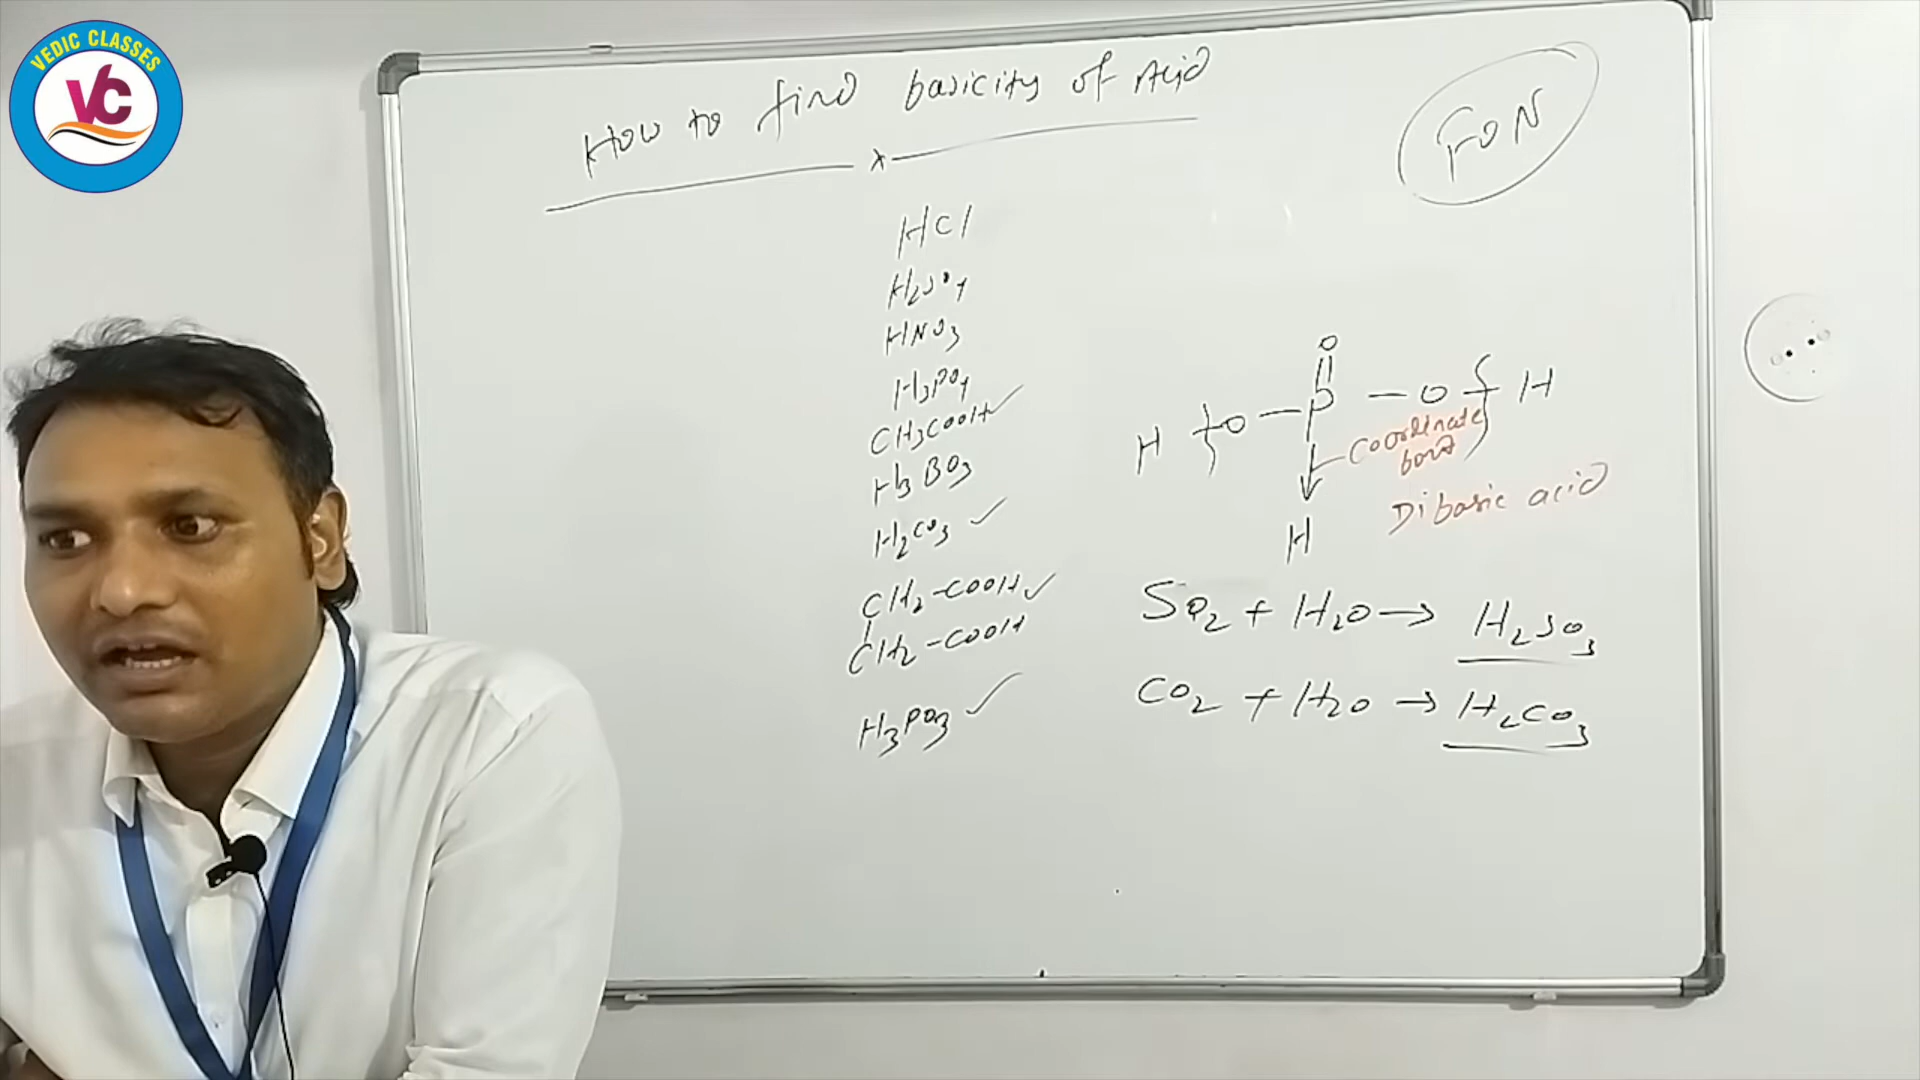 VEDIC CLASSES
VC
How to find basicity of Acid
x
FON
HCl
H2SO4
HNO3
H3PO4
CH3COOH ✓
H3BO3
H2CO3 ✓
CH2-COOH ✓
CH2-COOH
H3PO3 ✓
O
H O - P - O H
Coordinate
bond
H
Dibasic acid
SO2 + H2O → H2SO3
CO2 + H2O → H2CO3